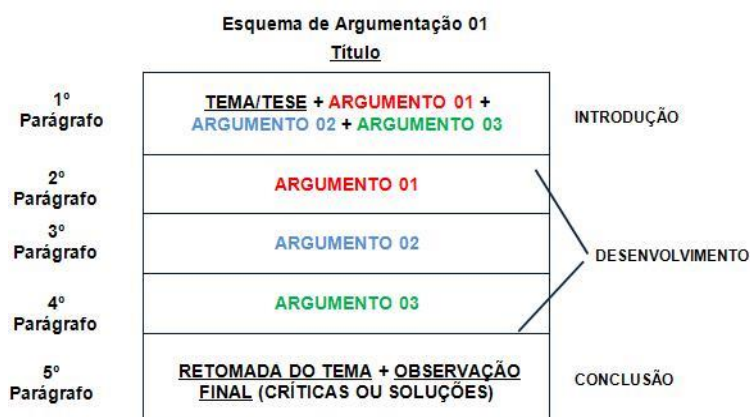 Esquema de Argumentação 01
Título
1º
Parágrafo
TEMA/TESE + ARGUMENTO 01 +
ARGUMENTO 02 + ARGUMENTO 03
INTRODUÇÃO
2º
Parágrafo
ARGUMENTO 01
3º
Parágrafo
ARGUMENTO 02
DESENVOLVIMENTO
4º
Parágrafo
ARGUMENTO 03
5º
Parágrafo
RETOMADA DO TEMA + OBSERVAÇÃO
FINAL (CRÍTICAS OU SOLUÇÕES)
CONCLUSÃO